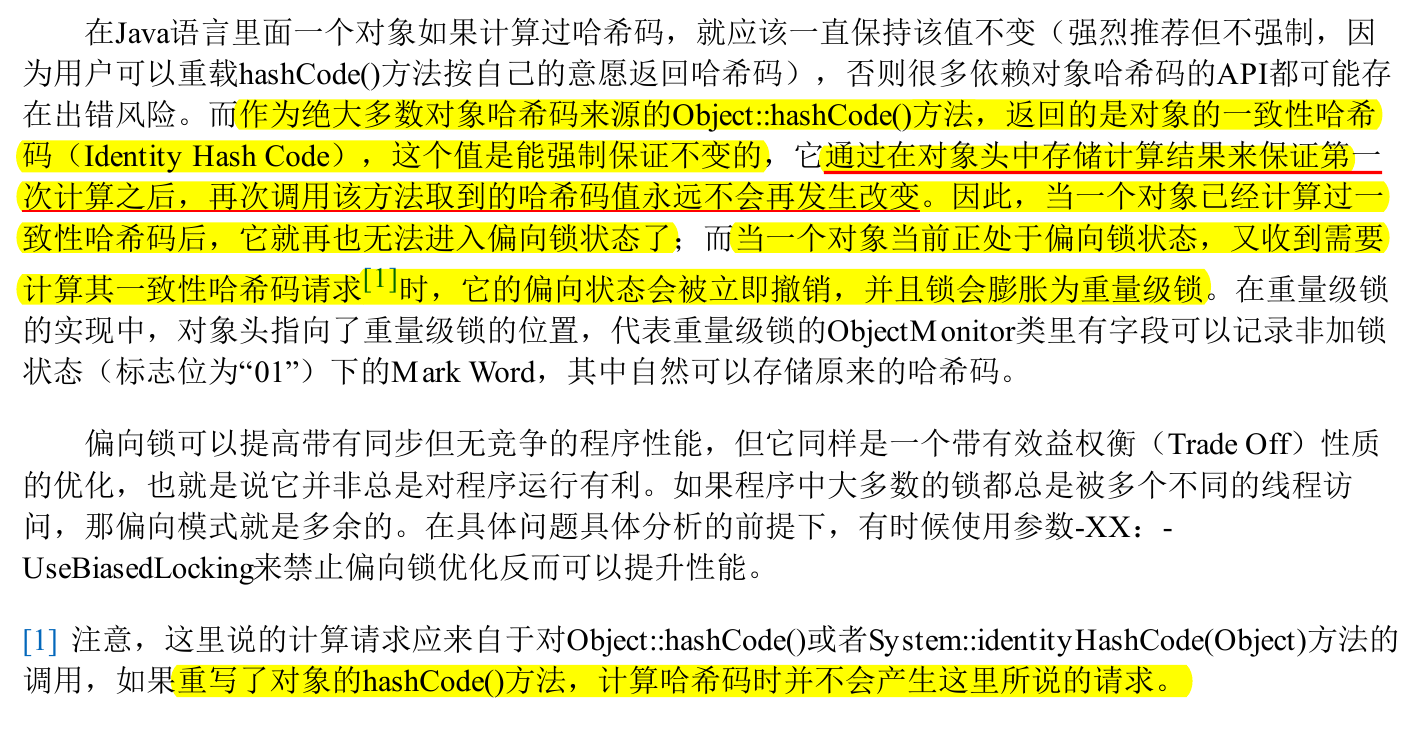 在Java语言里面一个对象如果计算过哈希码，就应该一直保持该值不变（强烈推荐但不强制，因
为用户可以重载hashCode()方法按自己的意愿返回哈希码），否则很多依赖对象哈希码的API都可能存
在出错风险。而作为绝大多数对象哈希码来源的Object::hashCode()方法，返回的是对象的一致性哈希
码（Identity Hash Code），这个值是能强制保证不变的，它通过在对象头中存储计算结果来保证第一
次计算之后，再次调用该方法取到的哈希码值永远不会再发生改变。因此，当一个对象已经计算过一
致性哈希码后，它就再也无法进入偏向锁状态了；而当一个对象当前正处于偏向锁状态，又收到需要
计算其一致性哈希码请求[1]时，它的偏向状态会被立即撤销，并且锁会膨胀为重量级锁。在重量级锁
的实现中，对象头指向了重量级锁的位置，代表重量级锁的ObjectMonitor类里有字段可以记录非加锁
状态（标志位为“01”）下的Mark Word，其中自然可以存储原来的哈希码。
偏向锁可以提高带有同步但无竞争的程序性能，但它同样是一个带有效益权衡（Trade Off）性质
的优化，也就是说它并非总是对程序运行有利。如果程序中大多数的锁都总是被多个不同的线程访
问，那偏向模式就是多余的。在具体问题具体分析的前提下，有时候使用参数-XX：-
UseBiasedLocking来禁止偏向锁优化反而可以提升性能。
[1] 注意，这里说的计算请求应来自于对Object::hashCode()或者System::identityHashCode(Object)方法的
调用，如果重写了对象的hashCode()方法，计算哈希码时并不会产生这里所说的请求。